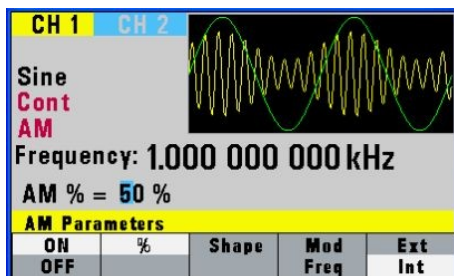 CH 1 CH 2
Sine
Cont
AM
Frequency: 1.000 000 000 kHz
AM % = 50 %
AM Parameters
ON % Shape Mod Ext
OFF Freq Int